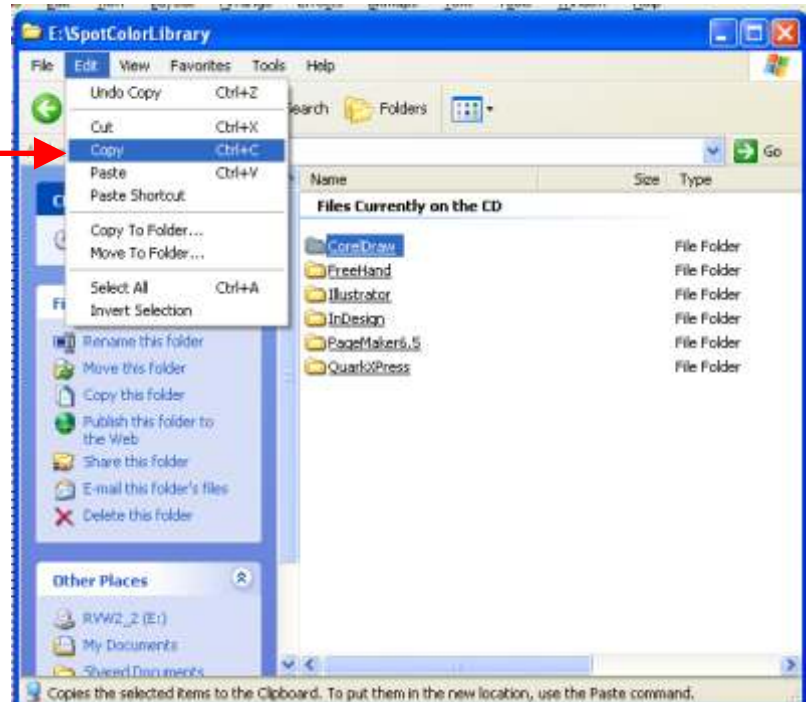 E:\SpotColorLibrary
File Edit View Favorites Tools Help
Undo Copy Ctrl+Z
Cut Ctrl+X
Copy Ctrl+C
Paste Ctrl+V
Paste Shortcut
Copy To Folder...
Move To Folder...
Select All Ctrl+A
Invert Selection
Folders
Go
Name Size Type
Files Currently on the CD
CorelDraw File Folder
FreeHand File Folder
Illustrator File Folder
InDesign File Folder
PageMaker6.5 File Folder
QuarkXPress File Folder
Rename this folder
Move this folder
Copy this folder
Publish this folder to
the Web
Share this folder
E-mail this folder's files
Delete this folder
Other Places
RVW2_2 (E:)
My Documents
Shared Documents
Copies the selected items to the Clipboard. To put them in the new location, use the Paste command.